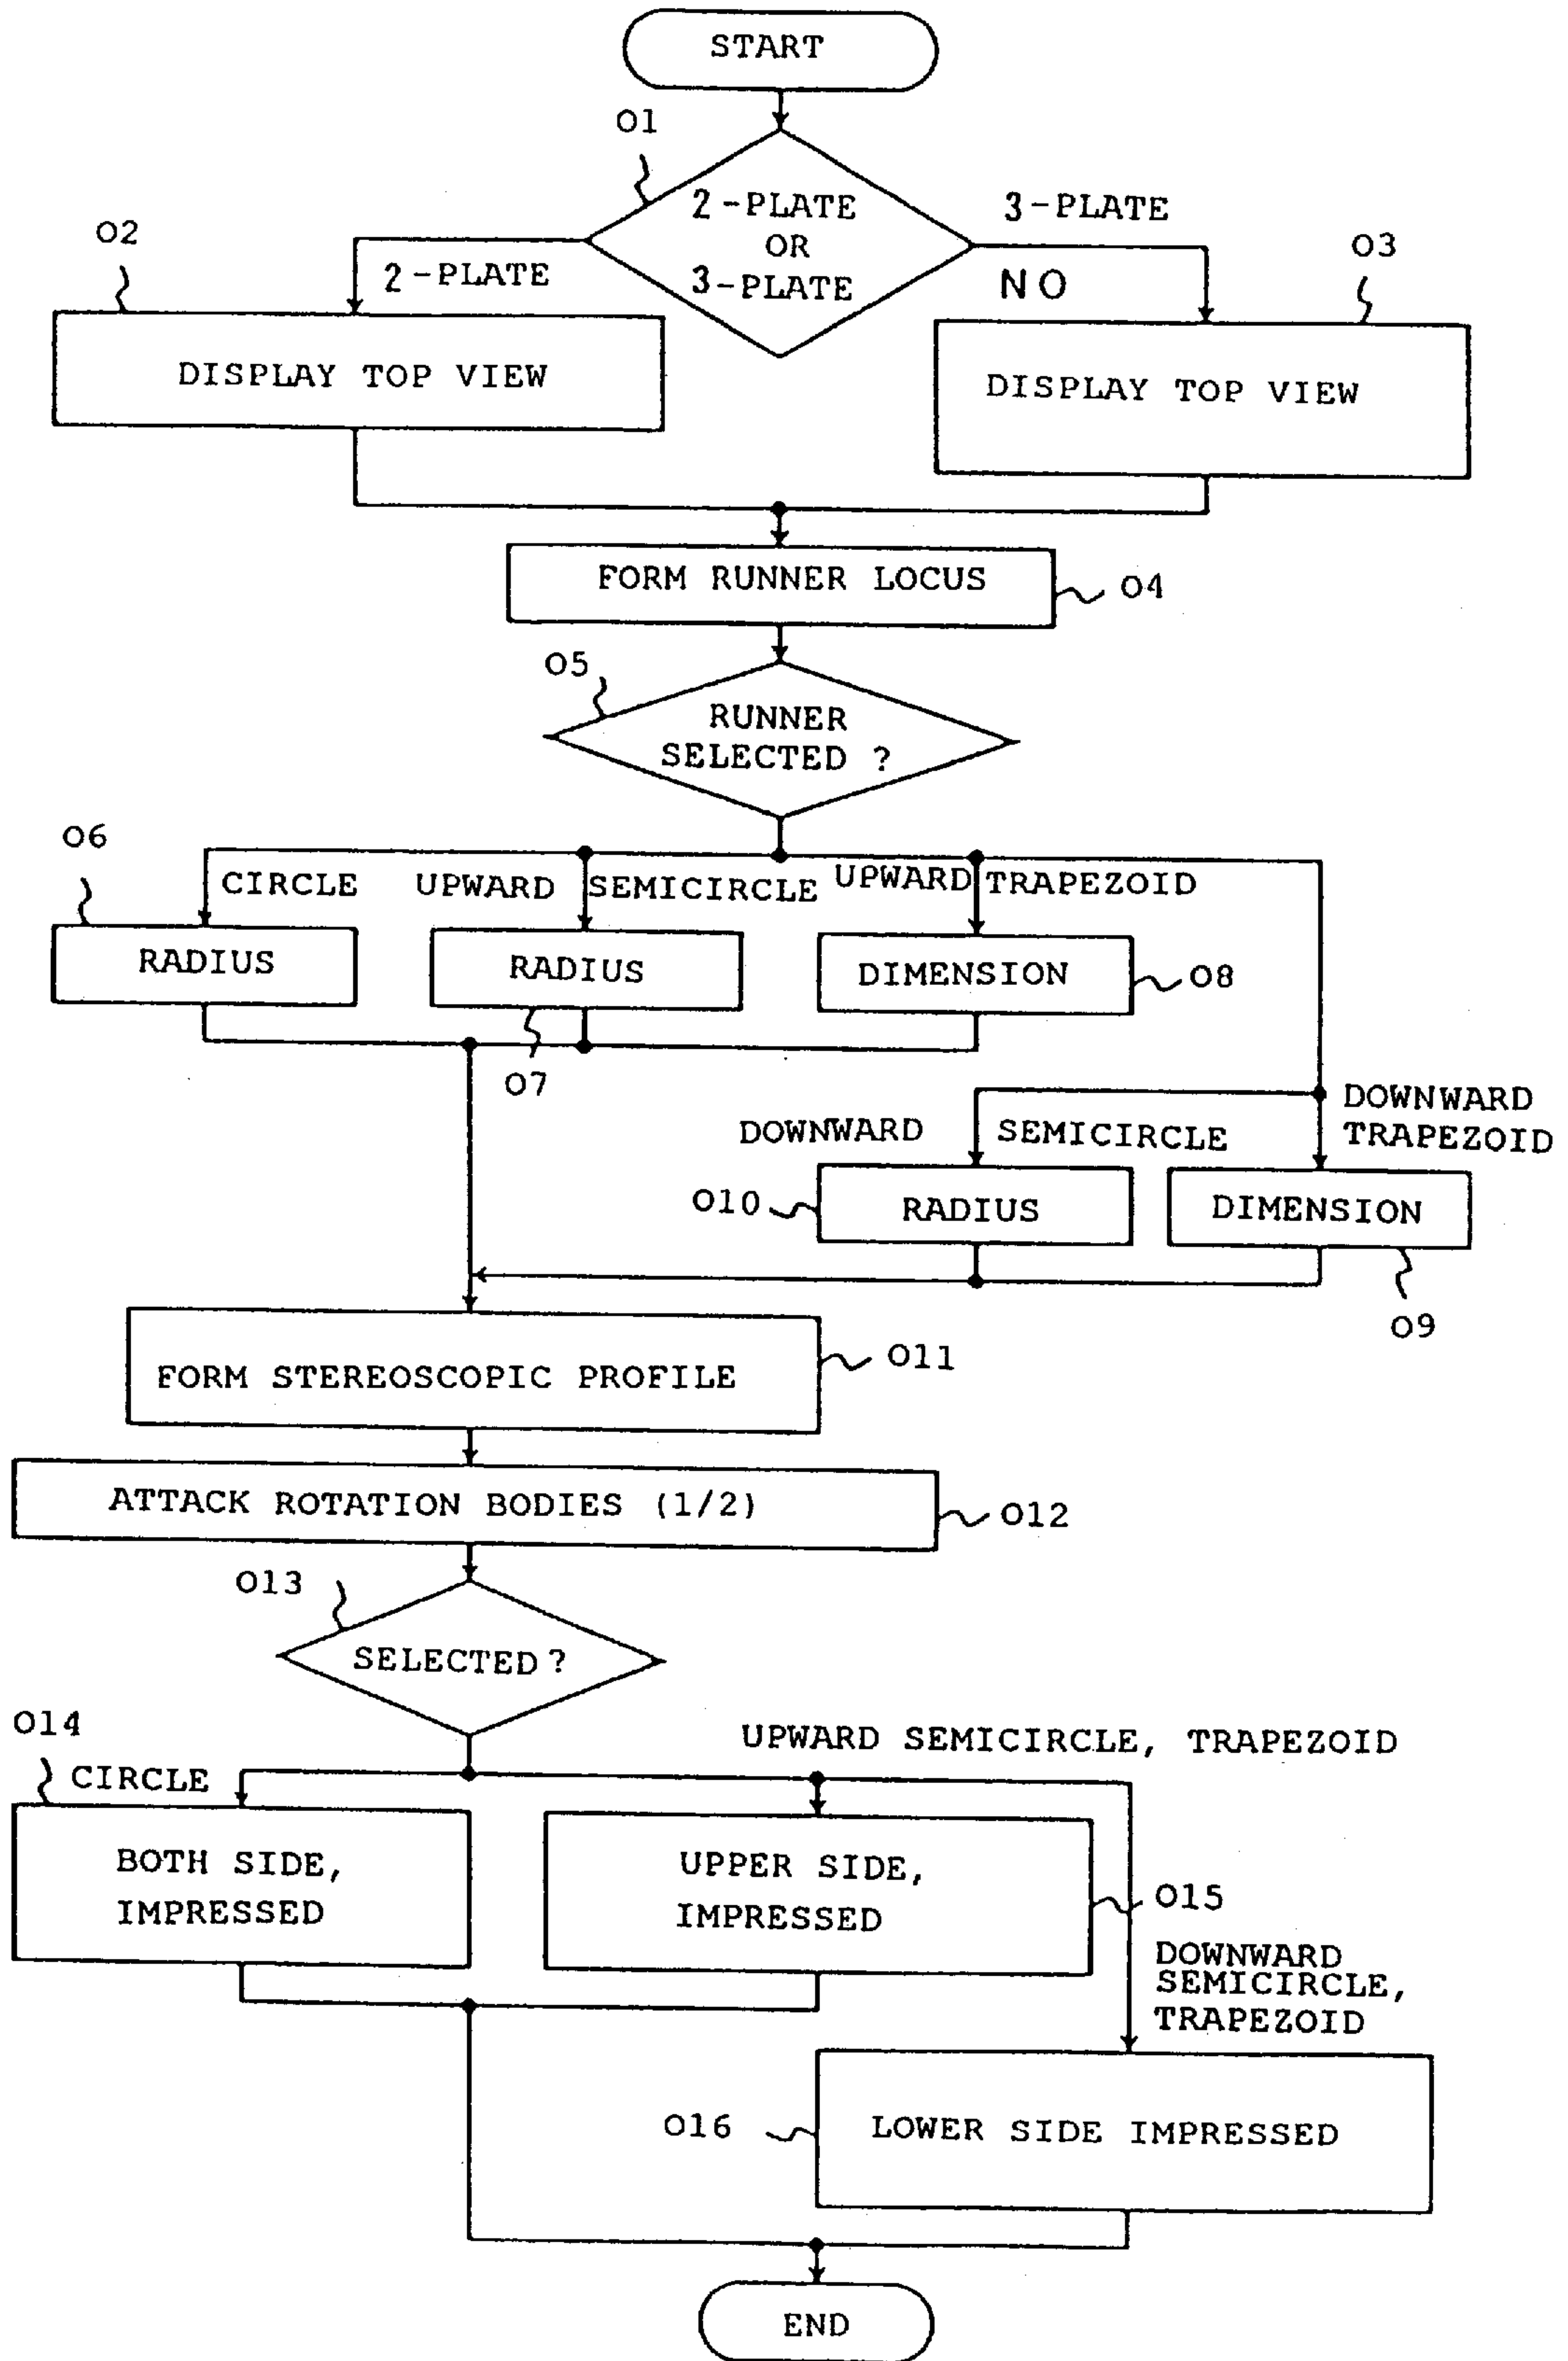 START
O1
2-PLATE
OR
3-PLATE
3-PLATE
NO
O2
2-PLATE
O3
DISPLAY TOP VIEW
DISPLAY TOP VIEW
FORM RUNNER LOCUS
O4
O5
RUNNER
SELECTED ?
O6
CIRCLE
UPWARD SEMICIRCLE
UPWARD TRAPEZOID
RADIUS
RADIUS
DIMENSION
O8
O7
DOWNWARD SEMICIRCLE
DOWNWARD
TRAPEZOID
O10
RADIUS
DIMENSION
O9
FORM STEREOSCOPIC PROFILE
O11
ATTACK ROTATION BODIES (1/2)
O12
O13
SELECTED ?
O14
CIRCLE
UPWARD SEMICIRCLE, TRAPEZOID
BOTH SIDE,
IMPRESSED
UPPER SIDE,
IMPRESSED
O15
DOWNWARD
SEMICIRCLE,
TRAPEZOID
O16
LOWER SIDE IMPRESSED
END